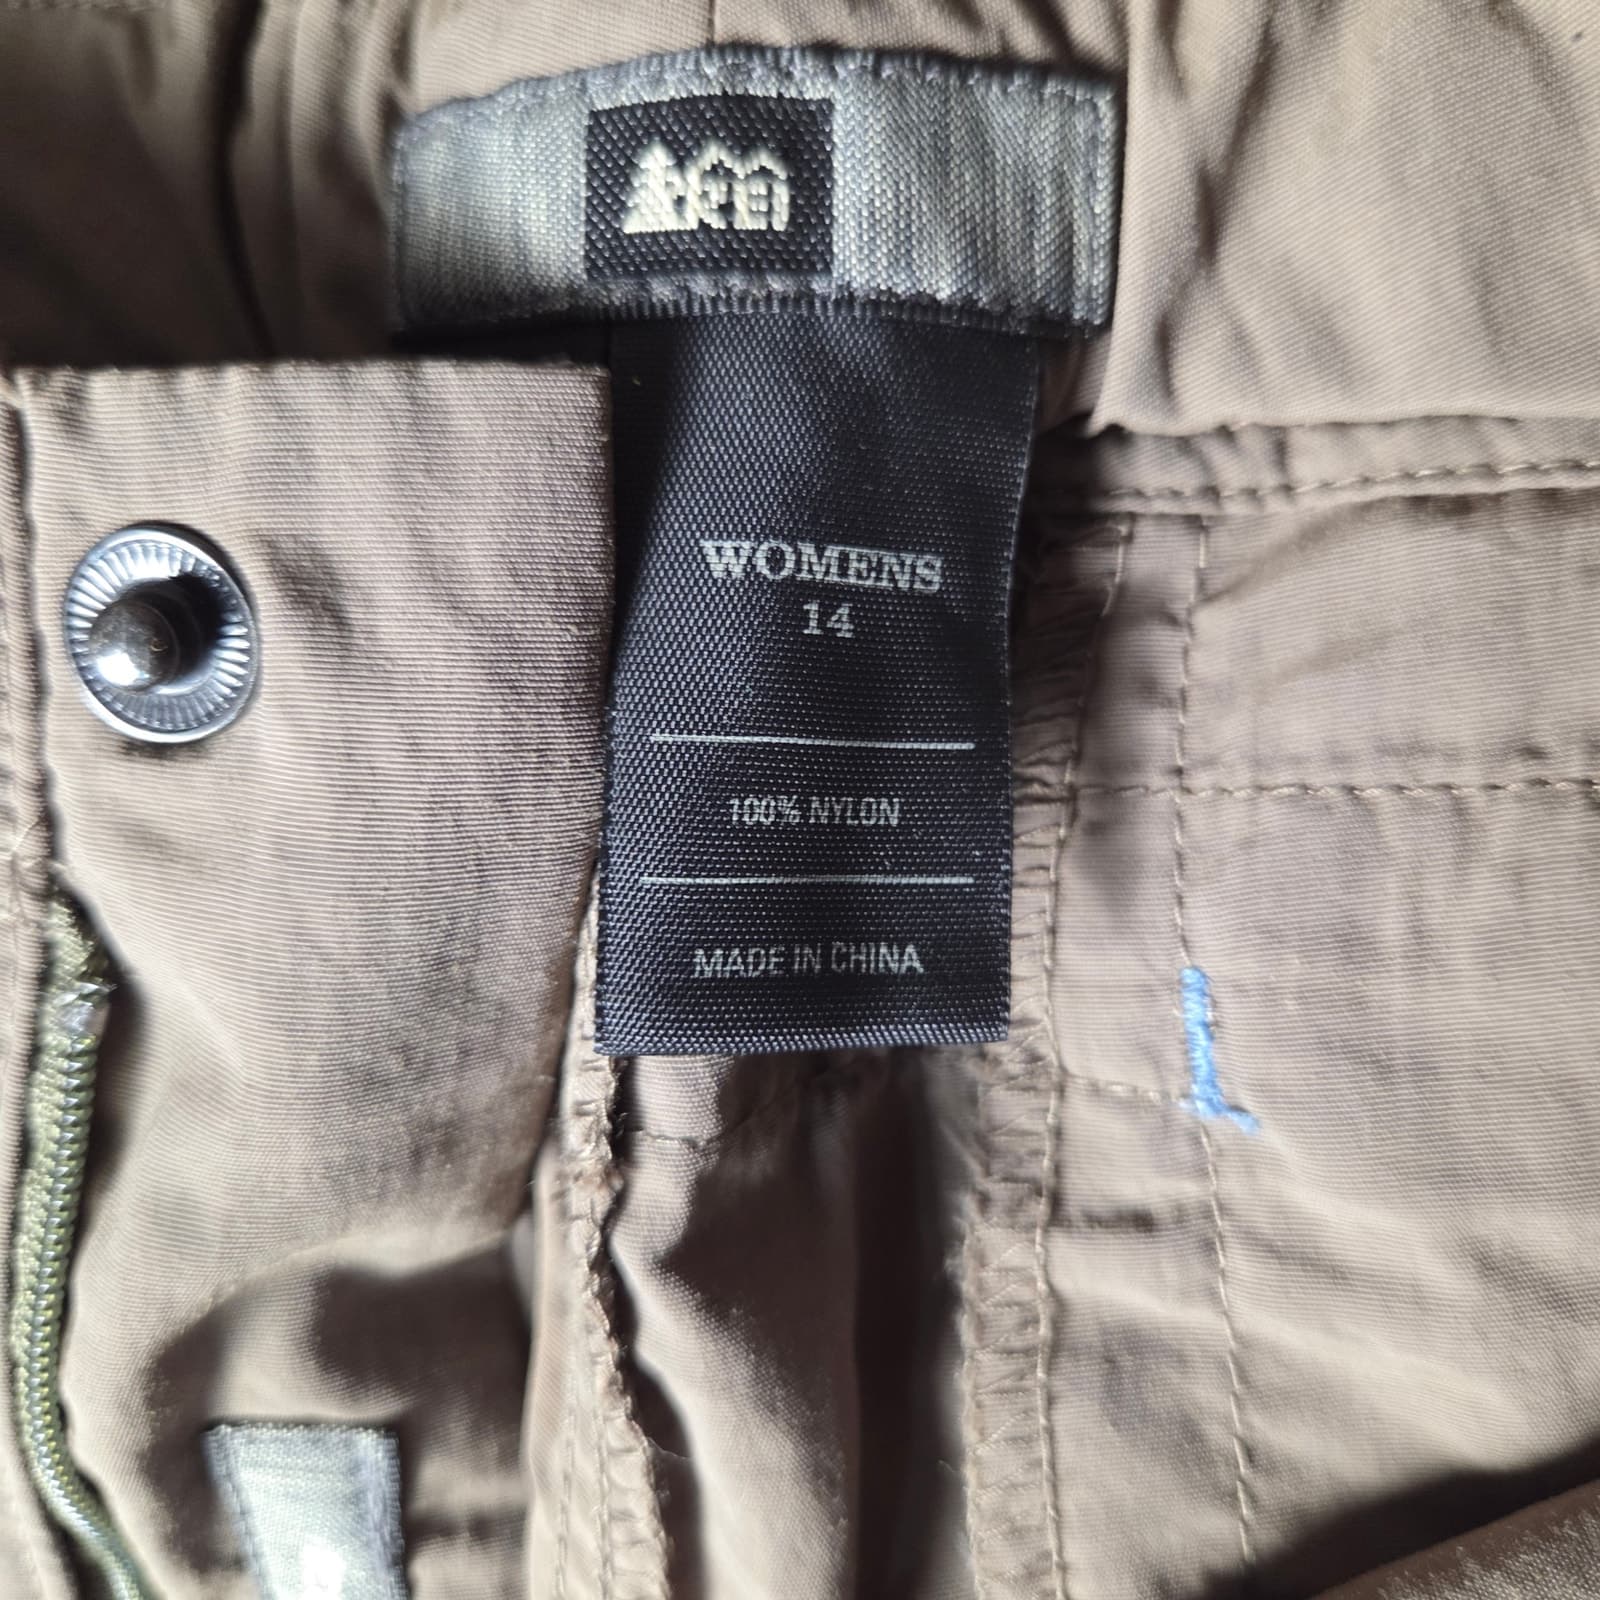 REI
WOMENS
14
100% NYLON
MADE IN CHINA